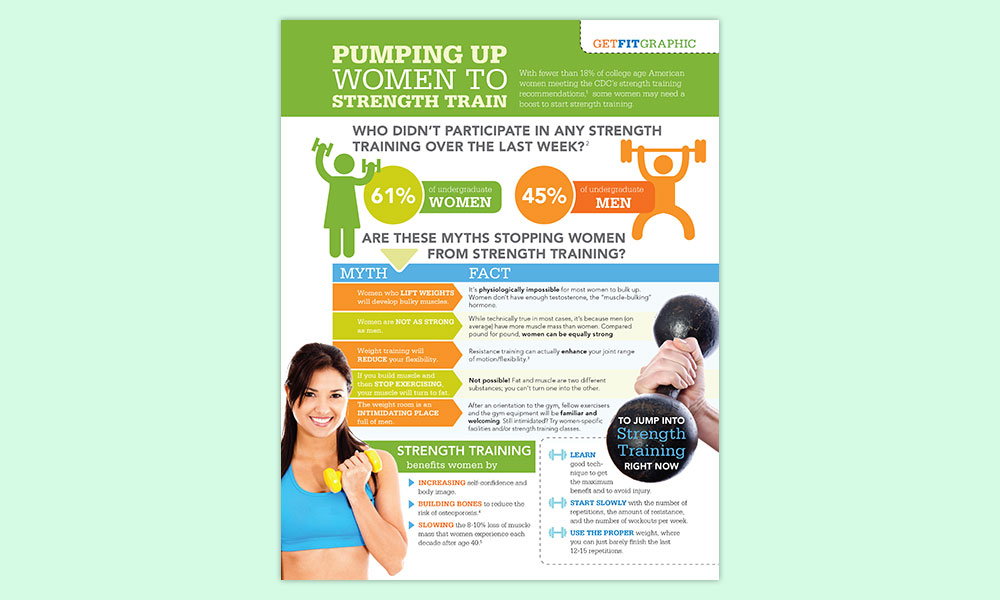 GETFITGRAPHIC
PUMPING UP
WOMEN TO
STRENGTH TRAIN
With fewer than 18% of college age American
women meeting the CDC's strength training
recommendations,¹ some women may need a
boost to start strength training.
WHO DIDN'T PARTICIPATE IN ANY STRENGTH
TRAINING OVER THE LAST WEEK?²
61%
of undergraduate
WOMEN
45%
of undergraduate
MEN
ARE THESE MYTHS STOPPING WOMEN
FROM STRENGTH TRAINING?
MYTH
FACT
Women who LIFT WEIGHTS
will develop bulky muscles.
It's physiologically impossible for most women to bulk up.
Women don't have enough testosterone, the "muscle-bulking"
hormone.
Women are NOT AS STRONG
as men.
While technically true in most cases, it's because men (on
average) have more muscle mass than women. Compared
pound for pound, women can be equally strong
Weight training will
REDUCE your flexibility.
Resistance training can actually enhance your joint range
of motion/flexibility.³
If you build muscle and
then STOP EXERCISING,
your muscle will turn to fat.
Not possible! Fat and muscle are two different
substances; you can't turn one into the other.
The weight room is an
INTIMIDATING PLACE
full of men.
After an orientation to the gym, fellow exercisers
and the gym equipment will be familiar and
welcoming. Still intimidated? Try women-specific
facilities and/or strength training classes.
STRENGTH TRAINING
benefits women by
INCREASING self-confidence and
body image.
BUILDING BONES to reduce the
risk of osteoporosis.⁴
SLOWING the 8-10% loss of muscle
mass that women experience each
decade after age 40.⁵
TO JUMP INTO
Strength
Training
RIGHT NOW
LEARN
good tech-
nique to get
the maximum
benefit and to avoid injury.
START SLOWLY with the number of
repetitions, the amount of resistance,
and the number of workouts per week.
USE THE PROPER weight, where
you can just barely finish the last
12-15 repetitions.